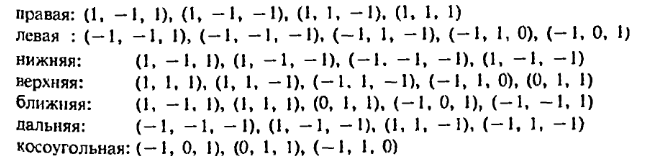 правая: (1, −1, 1), (1, −1, −1), (1, 1, −1), (1, 1, 1)
левая : (−1, −1, 1), (−1, −1, −1), (−1, 1, −1), (−1, 1, 0), (−1, 0, 1)
нижняя: (1, −1, 1), (1, −1, −1), (−1. −1, −1), (1, −1, −1)
верхняя: (1, 1, 1), (1, 1, −1), (−1. 1, −1), (−1, 1, 0), (0, 1, 1)
ближняя: (1, −1, 1), (1, 1, 1), (0, 1, 1), (−1, 0, 1), (−1, −1, 1)
дальняя: (−1, −1, −1), (1, −1, −1), (1, 1, −1), (−1, 1, −1)
косоугольная: (−1, 0, 1), (0, 1, 1), (−1, 1, 0)